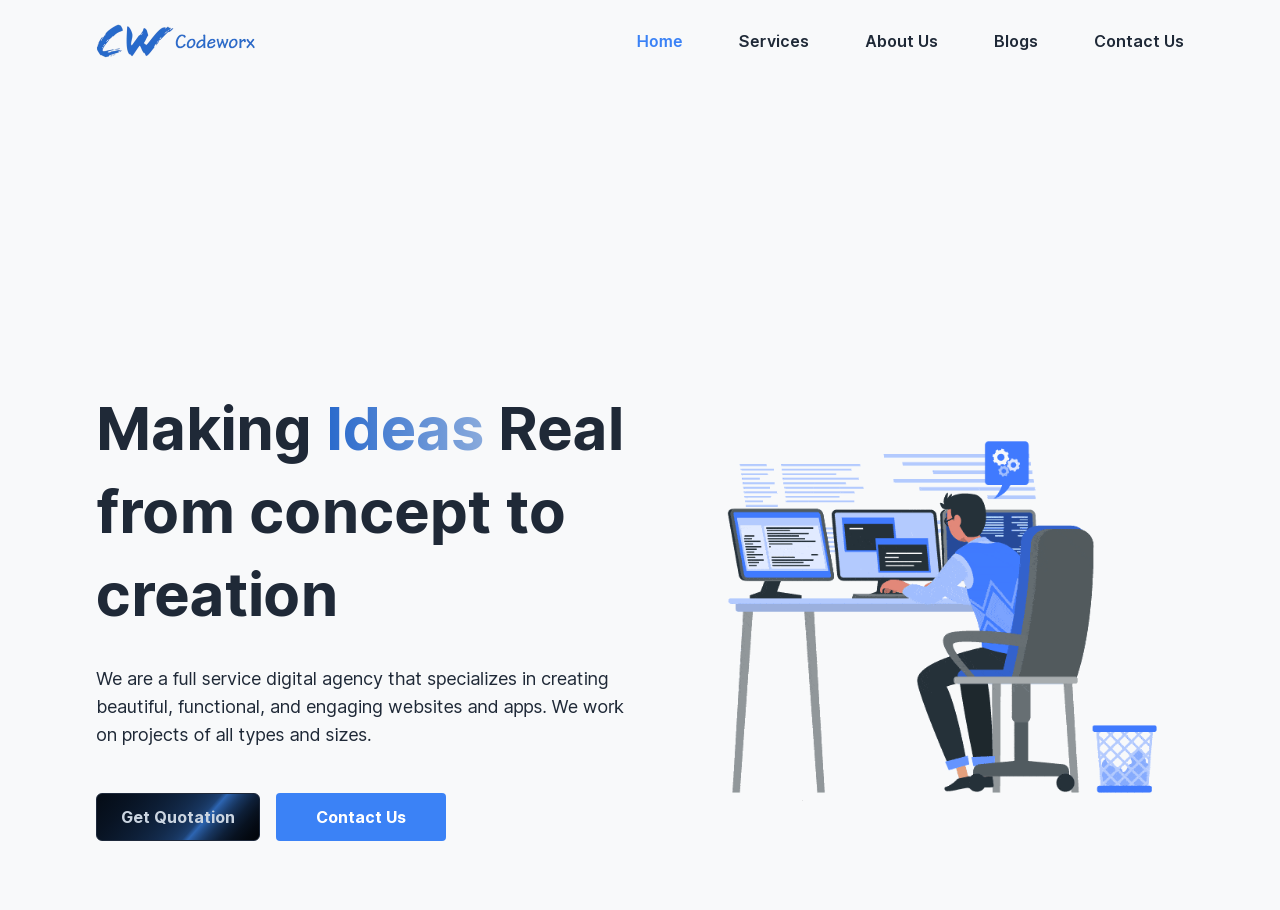 CW Codeworx
Home
Services
About Us
Blogs
Contact Us
Making Ideas Real
from concept to
creation
We are a full service digital agency that specializes in creating
beautiful, functional, and engaging websites and apps. We work
on projects of all types and sizes.
Get Quotation
Contact Us